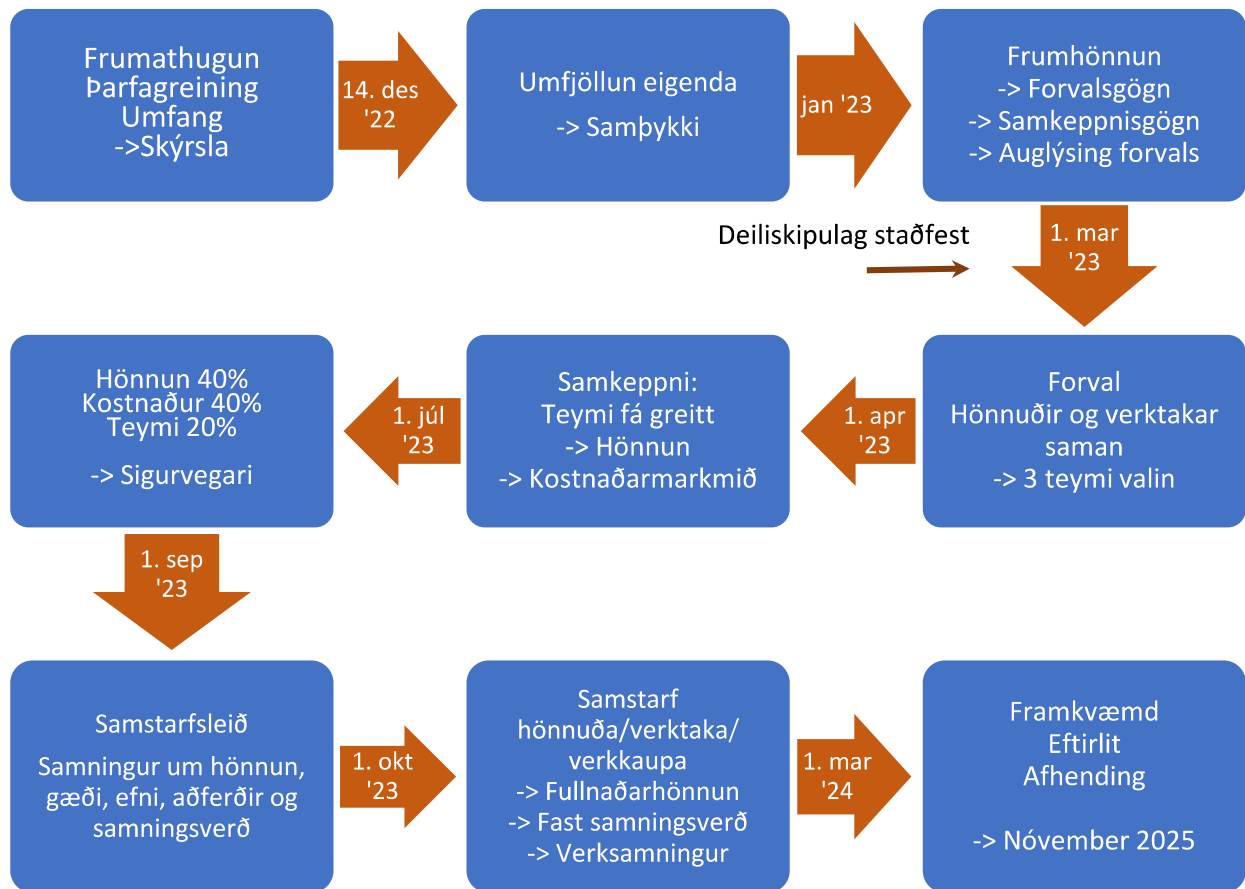 Frumathugun
Þarfagreining
Umfang
->Skýrsla
14. des
'22
Umfjöllun eigenda
-> Samþykki
jan '23
Frumhönnun
-> Forvalsgögn
-> Samkeppnisgögn
-> Auglýsing forvals
Deiliskipulag staðfest
1. mar
'23
Forval
Hönnuðir og verktakar
saman
-> 3 teymi valin
1. apr
'23
Samkeppni:
Teymi fá greitt
-> Hönnun
-> Kostnaðarmarkmið
1. júl
'23
Hönnun 40%
Kostnaður 40%
Teymi 20%
-> Sigurvegari
1. sep
'23
Samstarfsleið
Samningur um hönnun,
gæði, efni, aðferðir og
samningsverð
1. okt
'23
Samstarf
hönnuða/verktaka/
verkkaupa
-> Fullnaðarhönnun
-> Fast samningsverð
-> Verksamningur
1. mar
'24
Framkvæmd
Eftirlit
Afhending
-> Nóvember 2025